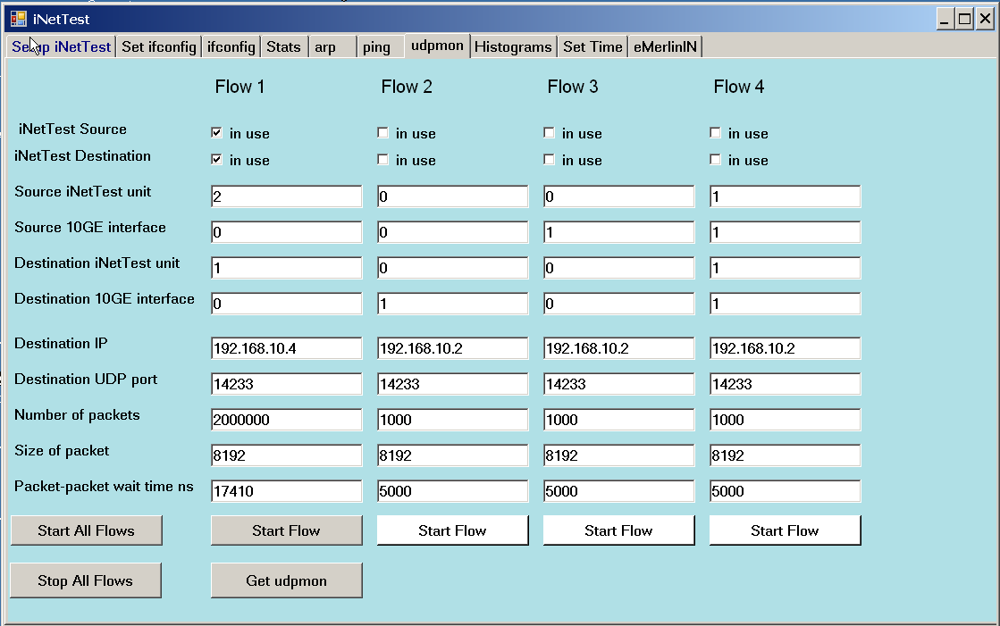 iNetTest
Setup iNetTest Set ifconfig ifconfig Stats arp ping udpmon Histograms Set Time eMerlinIN
Flow 1 Flow 2 Flow 3 Flow 4
iNetTest Source in use in use in use in use
iNetTest Destination in use in use in use in use
Source iNetTest unit 2 0 0 1
Source 10GE interface 0 0 1 1
Destination iNetTest unit 1 0 0 1
Destination 10GE interface 0 1 0 1
Destination IP 192.168.10.4 192.168.10.2 192.168.10.2 192.168.10.2
Destination UDP port 14233 14233 14233 14233
Number of packets 2000000 1000 1000 1000
Size of packet 8192 8192 8192 8192
Packet-packet wait time ns 17410 5000 5000 5000
Start All Flows Start Flow Start Flow Start Flow Start Flow
Stop All Flows Get udpmon